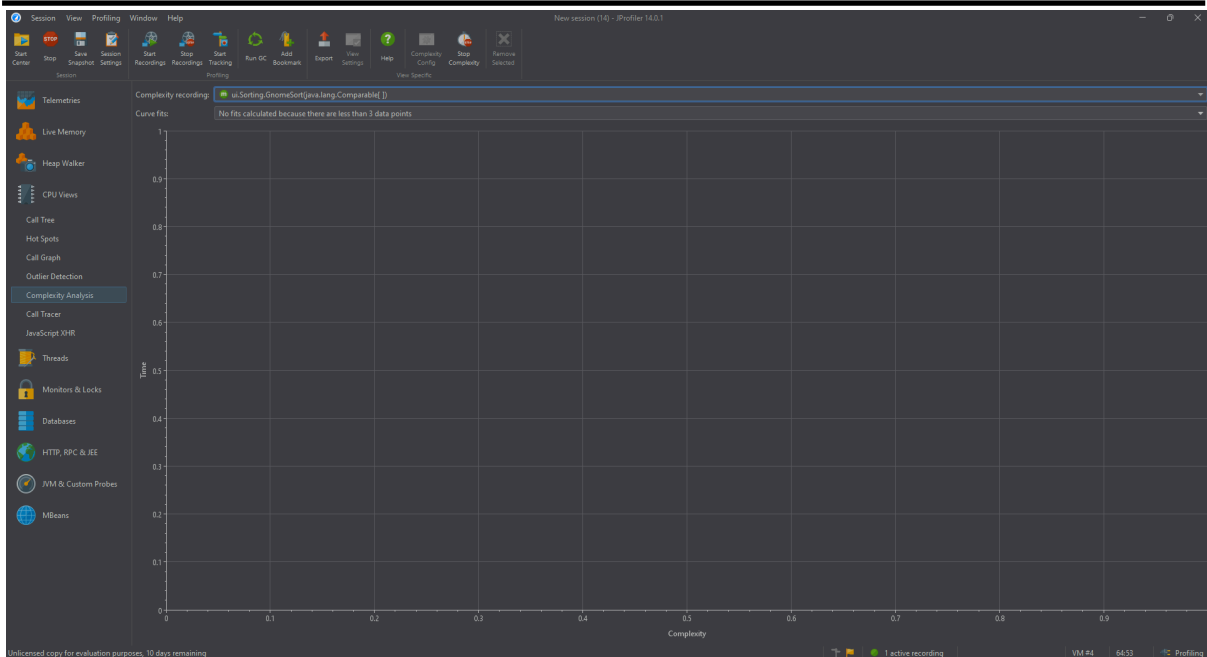 Session View Profiling Window Help
New session (14) - JProfiler 14.0.1
Start Center
Stop
Save Snapshot
Session Settings
Start Recordings
Stop Recordings
Start Tracking
Run GC
Add Bookmark
Export
View Settings
Help
Complexity Config
Stop Complexity
Remove Selected
Session
Profiling
View Specific
Telemetries
Live Memory
Heap Walker
CPU Views
Call Tree
Hot Spots
Call Graph
Outlier Detection
Complexity Analysis
Call Tracer
JavaScript XHR
Threads
Monitors & Locks
Databases
HTTP, RPC & JEE
JVM & Custom Probes
MBeans
Complexity recording: m ui.Sorting.GnomeSort(java.lang.Comparable[ ])
Curve fits: No fits calculated because there are less than 3 data points
1
0.9
0.8
0.7
0.6
0.5
0.4
0.3
0.2
0.1
0
Time
0 0.1 0.2 0.3 0.4 0.5 0.6 0.7 0.8 0.9
Complexity
Unlicensed copy for evaluation purposes, 10 days remaining
1 active recording
VM #4
64:53
Profiling